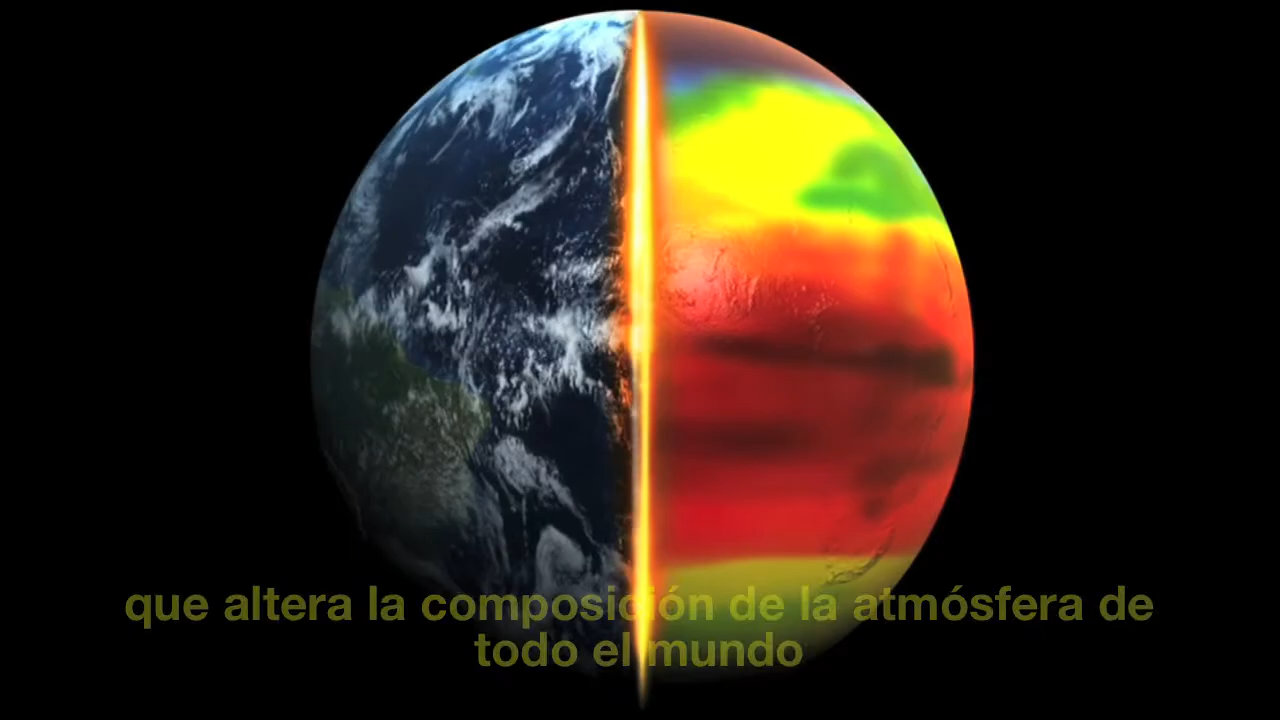 que altera la composición de la atmósfera de
todo el mundo